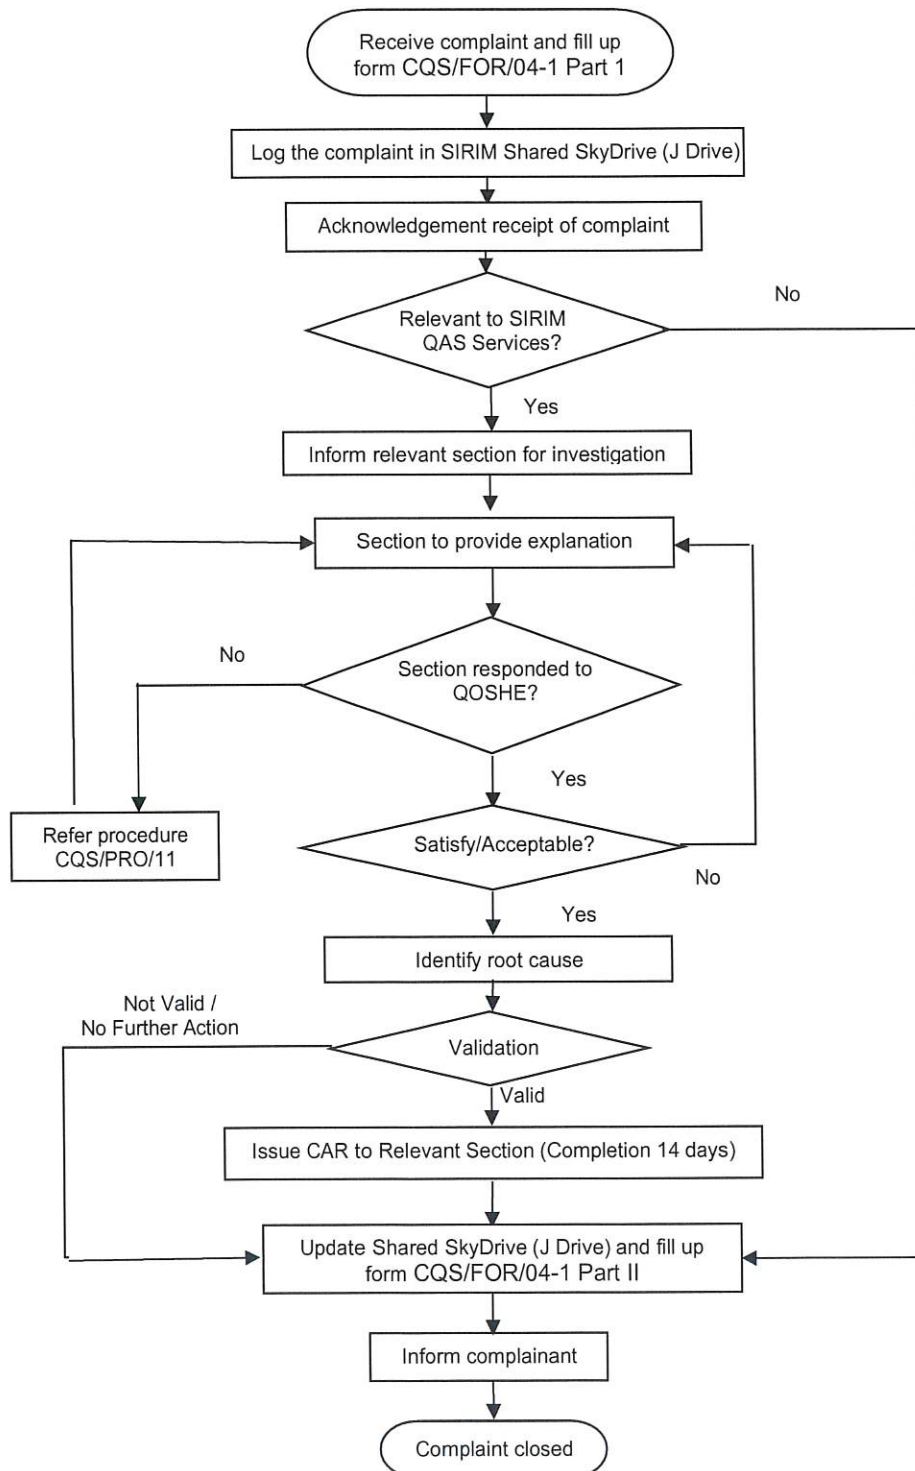 Receive complaint and fill up
form CQS/FOR/04-1 Part 1
Log the complaint in SIRIM Shared SkyDrive (J Drive)
Acknowledgement receipt of complaint
Relevant to SIRIM
QAS Services?
No
Yes
Inform relevant section for investigation
Section to provide explanation
Section responded to
QOSHE?
No
Yes
Refer procedure
CQS/PRO/11
Satisfy/Acceptable?
No
Yes
Identify root cause
Not Valid /
No Further Action
Validation
Valid
Issue CAR to Relevant Section (Completion 14 days)
Update Shared SkyDrive (J Drive) and fill up
form CQS/FOR/04-1 Part II
Inform complainant
Complaint closed